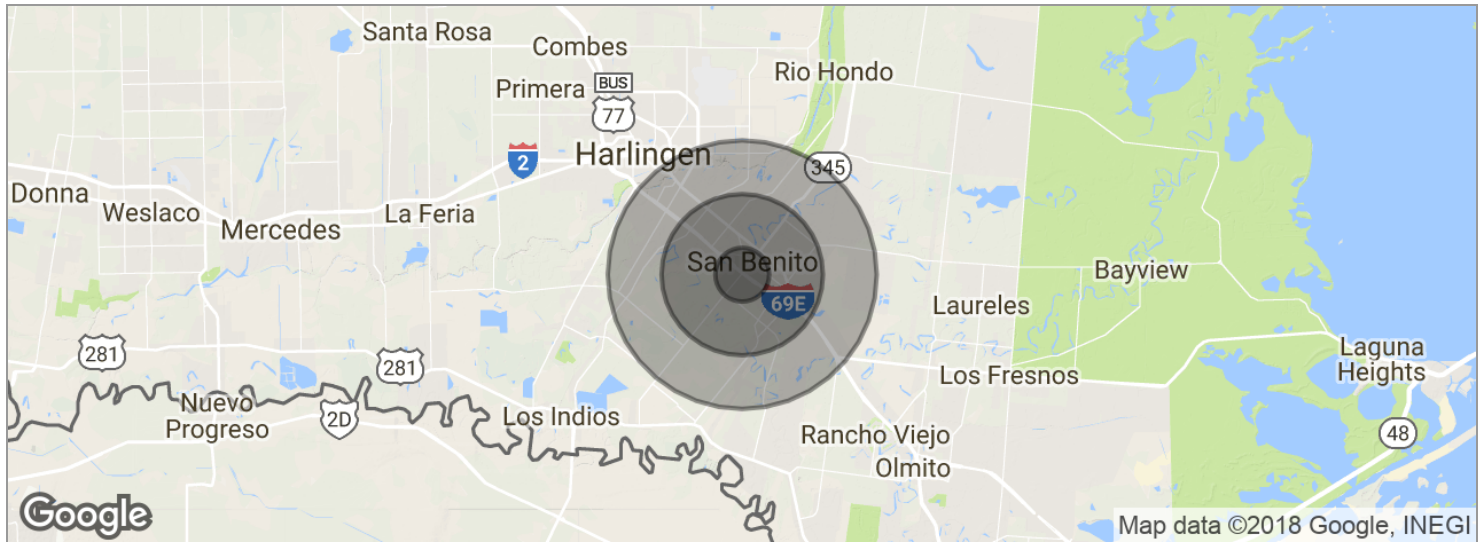 Santa Rosa
Combes
Rio Hondo
Primera
BUS
77
Harlingen
2
345
Donna
Weslaco
La Feria
Mercedes
San Benito
69E
Bayview
Laureles
281
281
Laguna
Heights
Los Fresnos
Nuevo
Progreso
2D
Los Indios
Rancho Viejo
Olmito
48
Google
Map data ©2018 Google, INEGI